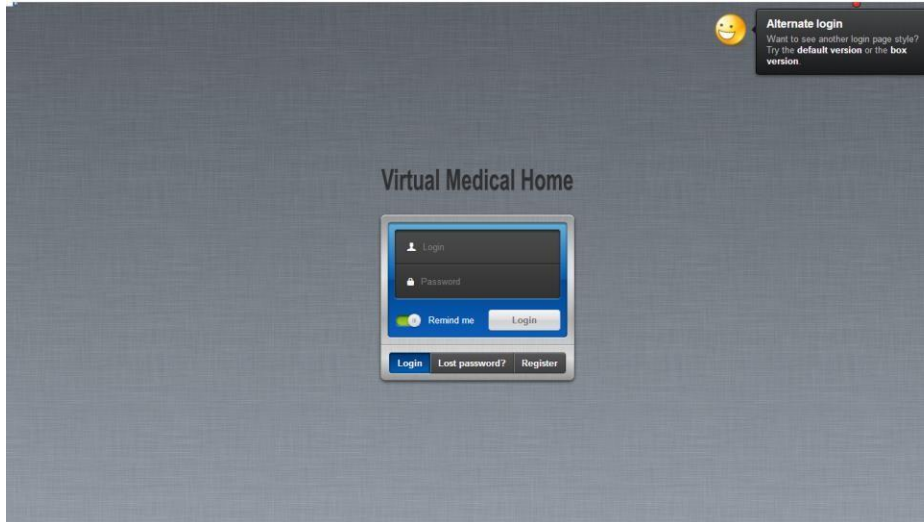 Alternate login
Want to see another login page style?
Try the default version or the box
version.
Virtual Medical Home
Login
Password
Remind me Login
Login Lost password? Register